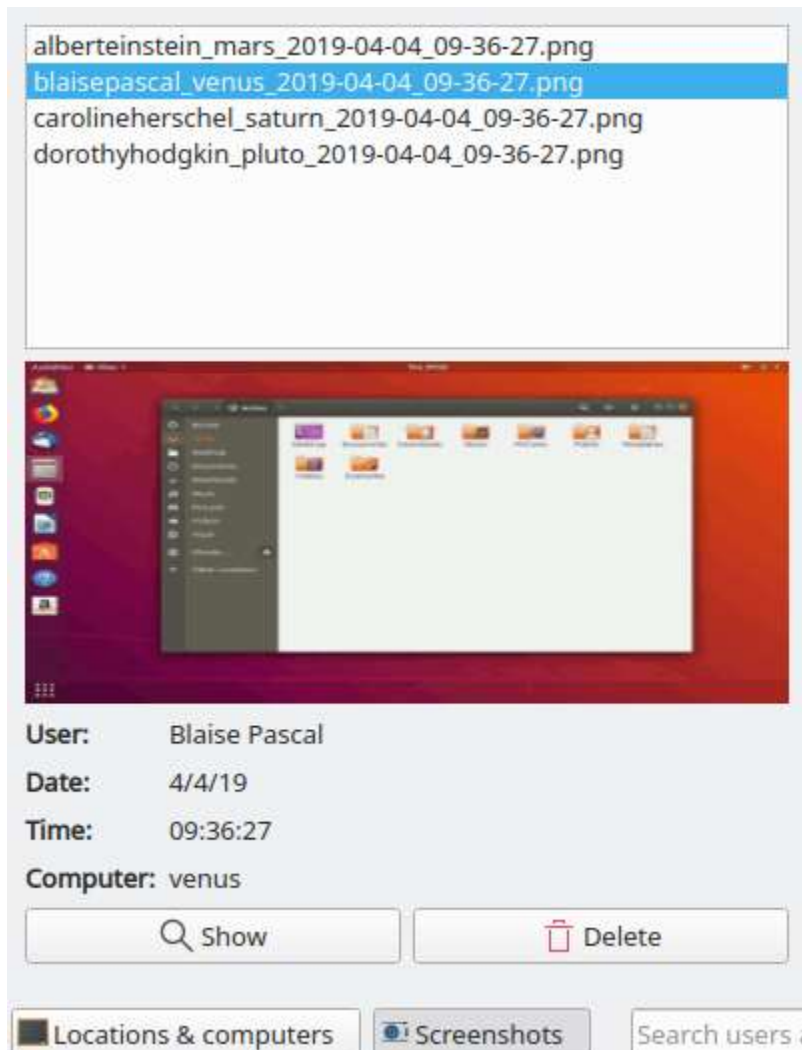 alberteinstein_mars_2019-04-04_09-36-27.png
blaisepascal_venus_2019-04-04_09-36-27.png
carolineherschel_saturn_2019-04-04_09-36-27.png
dorothyhodgkin_pluto_2019-04-04_09-36-27.png
User: Blaise Pascal
Date: 4/4/19
Time: 09:36:27
Computer: venus
Show Delete
Locations & computers Screenshots Search users